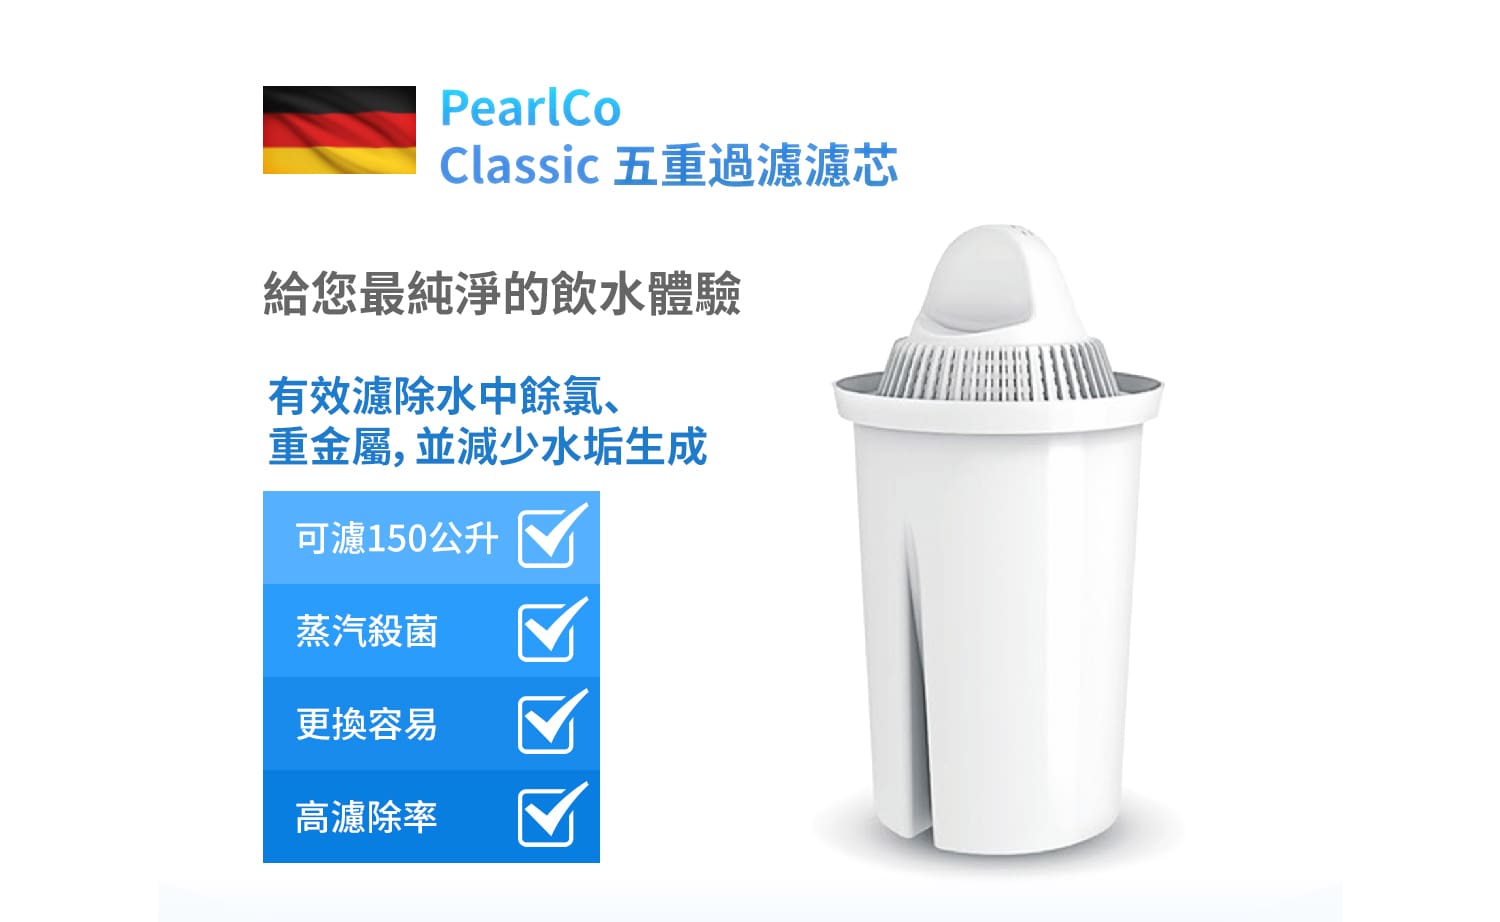 PearlCo
Classic 五重過濾濾芯
給您最純淨的飲水體驗
有效濾除水中餘氯、
重金屬, 並減少水垢生成
可濾150公升
蒸汽殺菌
更換容易
高濾除率